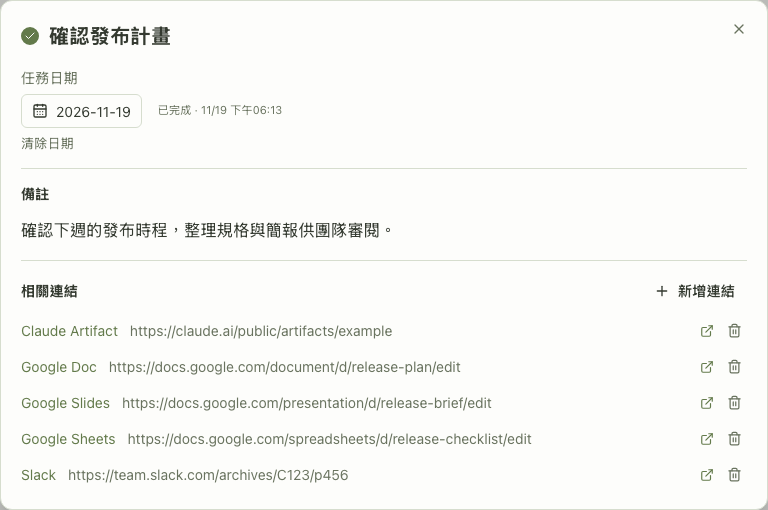 確認發布計畫
任務日期
2026-11-19 已完成 · 11/19 下午06:13
清除日期
備註
確認下週的發布時程，整理規格與簡報供團隊審閱。
相關連結 + 新增連結
Claude Artifact https://claude.ai/public/artifacts/example
Google Doc https://docs.google.com/document/d/release-plan/edit
Google Slides https://docs.google.com/presentation/d/release-brief/edit
Google Sheets https://docs.google.com/spreadsheets/d/release-checklist/edit
Slack https://team.slack.com/archives/C123/p456